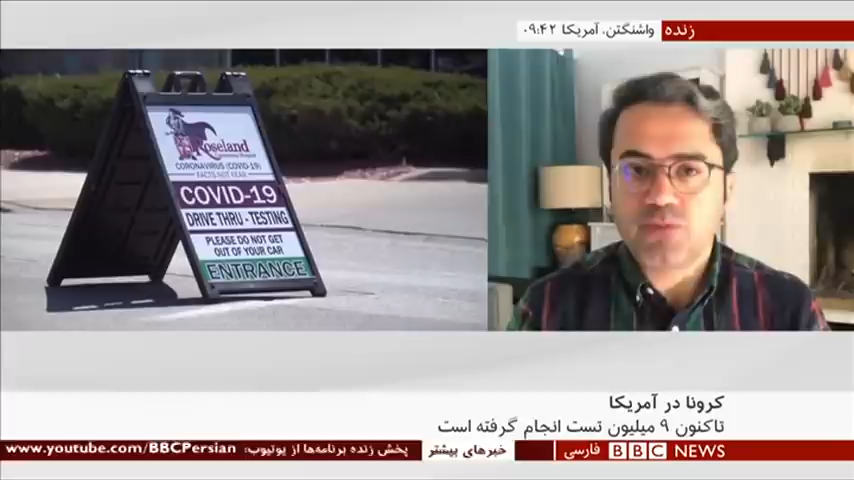 زنده
واشنگتن، آمریکا ۰۹:۴۲
Roseland
CORONAVIRUS (COVID-19)
FACTS NOT FEAR
COVID-19
DRIVE THRU - TESTING
PLEASE DO NOT GET
OUT OF YOUR CAR
ENTRANCE
کرونا در آمریکا
تاکنون ۹ میلیون تست انجام گرفته است
BBC NEWS فارسی
خبرهای بیشتر
پخش زنده برنامه‌ها از یوتیوب: www.youtube.com/BBCPersian